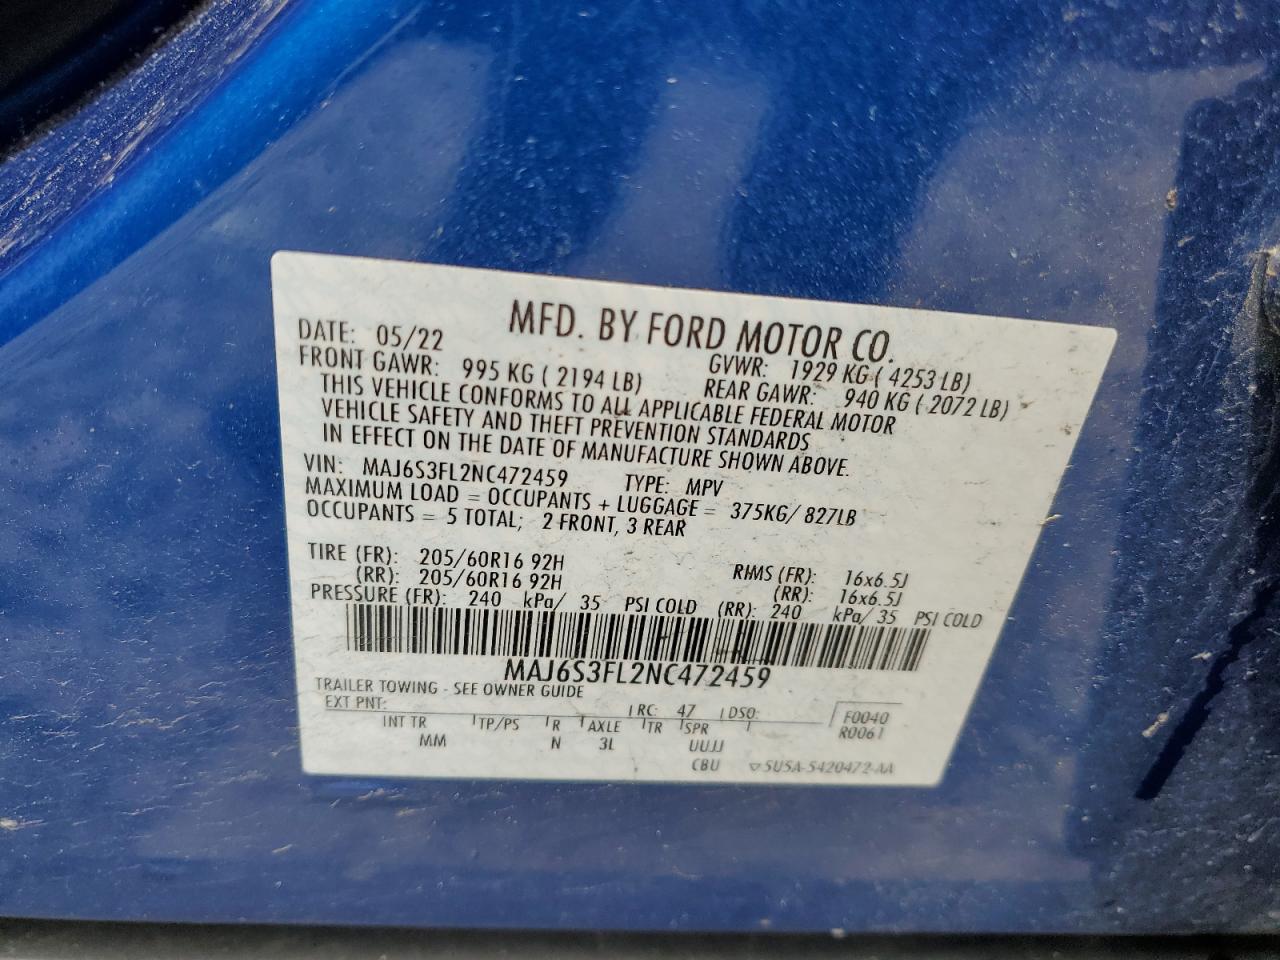 MFD. BY FORD MOTOR CO.
DATE: 05/22 GVWR: 1929 KG ( 4253 LB)
FRONT GAWR: 995 KG ( 2194 LB) REAR GAWR: 940 KG ( 2072 LB)
THIS VEHICLE CONFORMS TO ALL APPLICABLE FEDERAL MOTOR
VEHICLE SAFETY AND THEFT PREVENTION STANDARDS
IN EFFECT ON THE DATE OF MANUFACTURE SHOWN ABOVE.
VIN: MAJ6S3FL2NC472459 TYPE: MPV
MAXIMUM LOAD = OCCUPANTS + LUGGAGE = 375KG/ 827LB
OCCUPANTS = 5 TOTAL; 2 FRONT, 3 REAR
TIRE (FR): 205/60R16 92H RIMS (FR): 16x6.5J
(RR): 205/60R16 92H (RR): 16x6.5J
PRESSURE (FR): 240 kPa/ 35 PSI COLD (RR): 240 kPa/ 35 PSI COLD
MAJ6S3FL2NC472459
TRAILER TOWING - SEE OWNER GUIDE
EXT PNT: RC: 47 DSO: F0040
INT TR TP/PS R AXLE TR SPR R0061
MM N 3L UUJJ
CBU 5U5A-5420472-AA